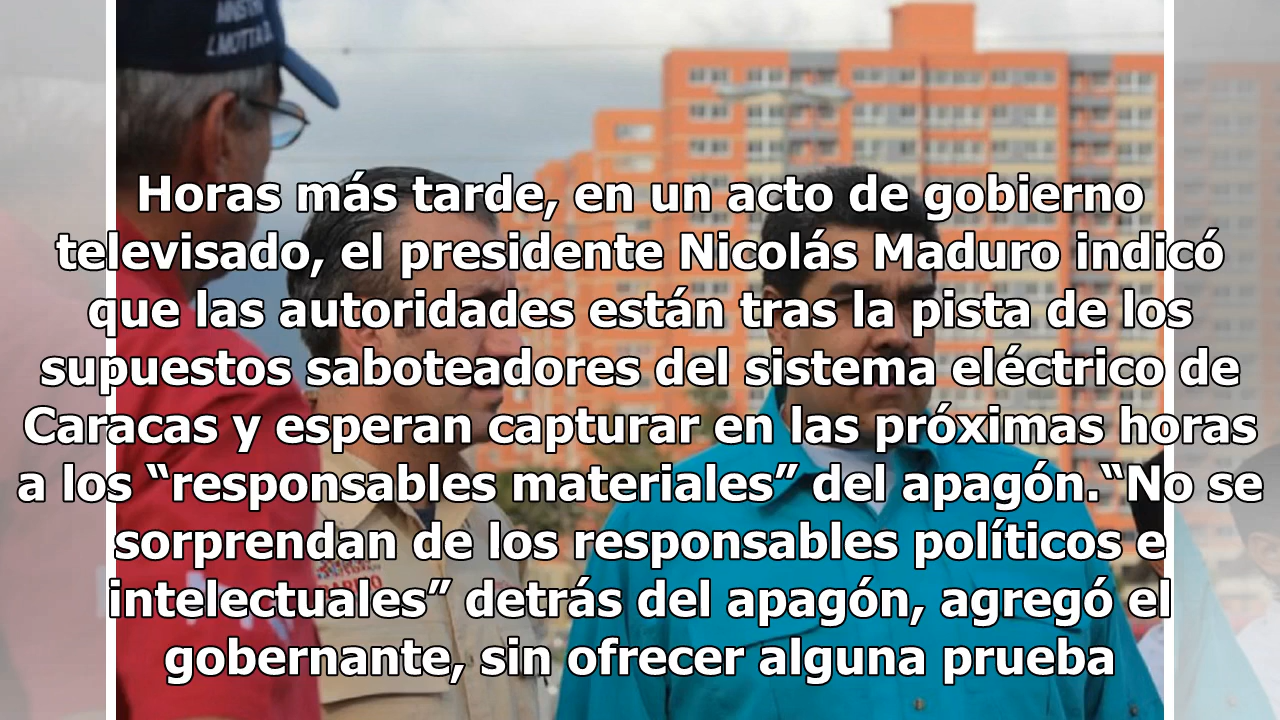 MINISTRO
L.MOTTA D.
Horas más tarde, en un acto de gobierno
televisado, el presidente Nicolás Maduro indicó
que las autoridades están tras la pista de los
supuestos saboteadores del sistema eléctrico de
Caracas y esperan capturar en las próximas horas
a los “responsables materiales” del apagón.“No se
sorprendan de los responsables políticos e
intelectuales” detrás del apagón, agregó el
gobernante, sin ofrecer alguna prueba